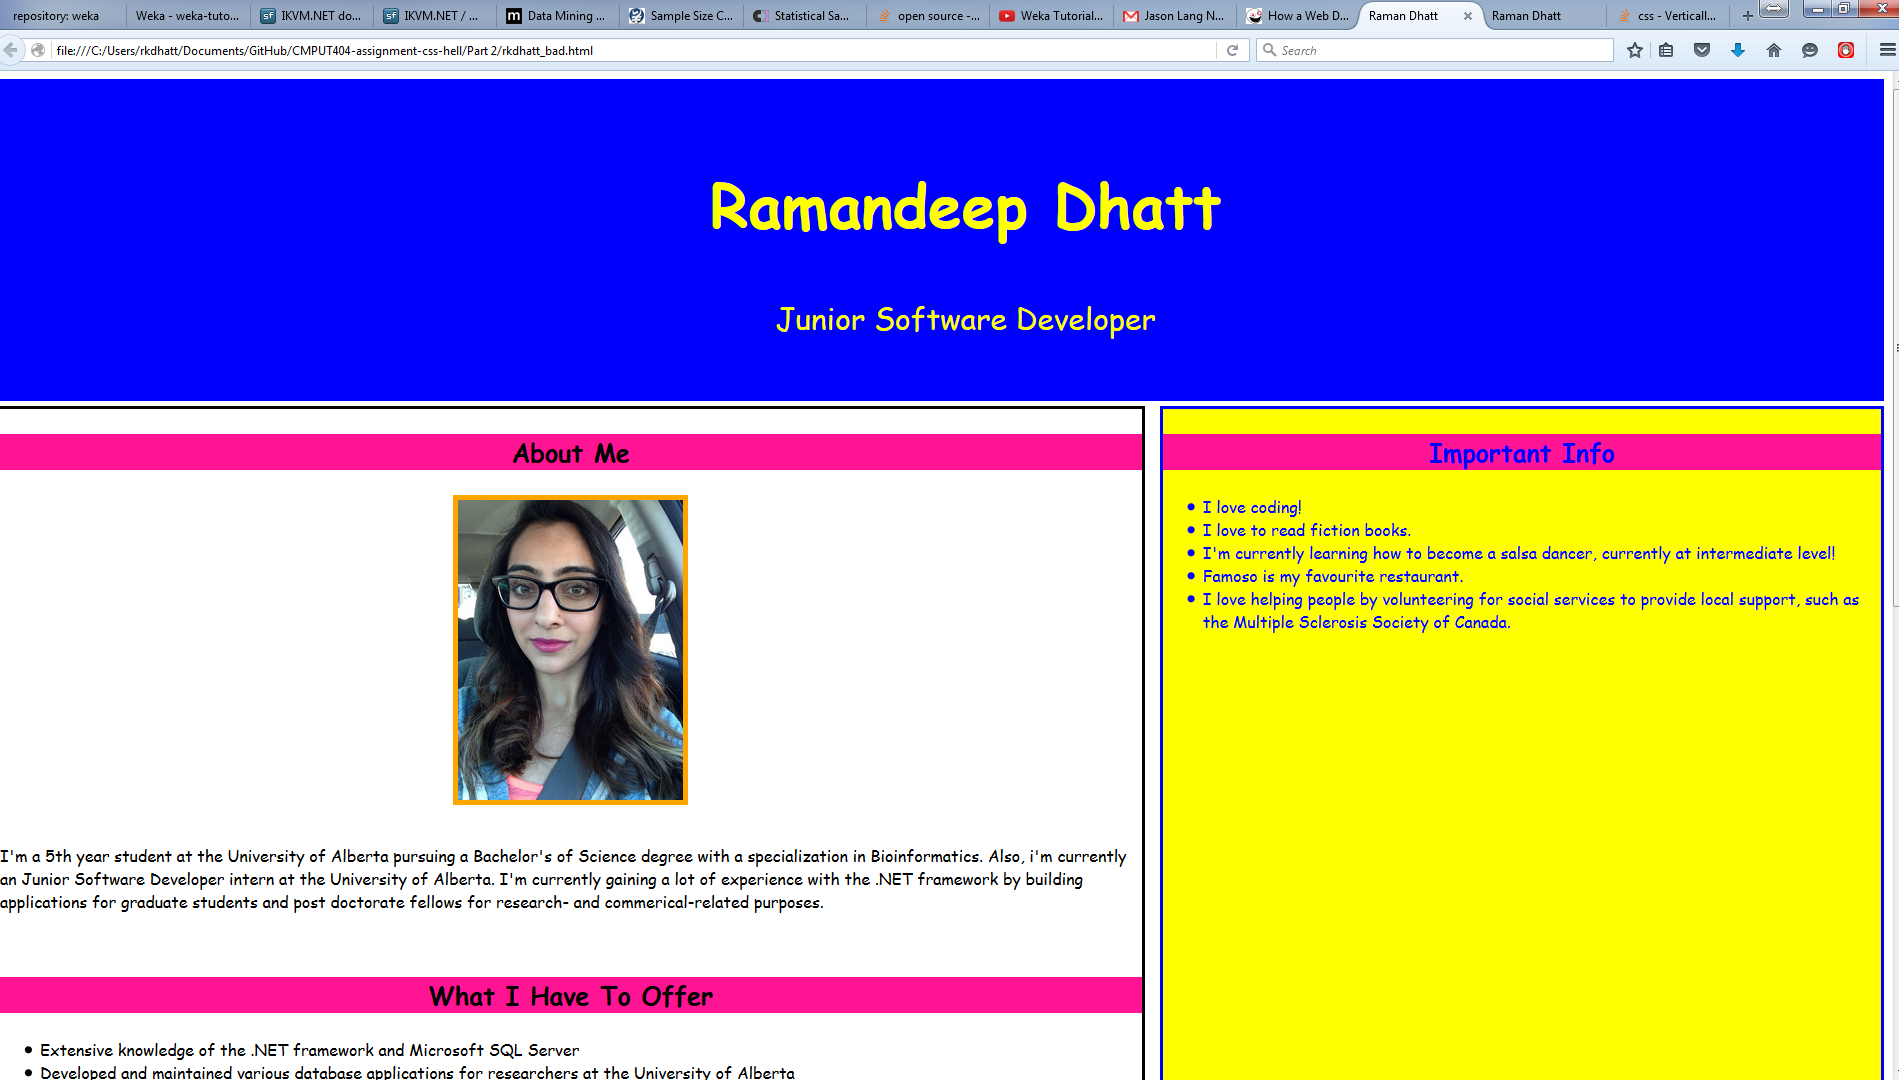 repository: weka
Weka - weka-tuto...
IKVM.NET do...
IKVM.NET / ...
Data Mining ...
Sample Size C...
Statistical Sa...
open source -...
Weka Tutorial...
Jason Lang N...
How a Web D...
Raman Dhatt
Raman Dhatt
css - Verticall...
file:///C:/Users/rkdhatt/Documents/GitHub/CMPUT404-assignment-css-hell/Part 2/rkdhatt_bad.html
Search
Ramandeep Dhatt
Junior Software Developer
About Me
I'm a 5th year student at the University of Alberta pursuing a Bachelor's of Science degree with a specialization in Bioinformatics. Also, i'm currently
an Junior Software Developer intern at the University of Alberta. I'm currently gaining a lot of experience with the .NET framework by building
applications for graduate students and post doctorate fellows for research- and commerical-related purposes.
What I Have To Offer
• Extensive knowledge of the .NET framework and Microsoft SQL Server
• Developed and maintained various database applications for researchers at the University of Alberta
Important Info
• I love coding!
• I love to read fiction books.
• I'm currently learning how to become a salsa dancer, currently at intermediate level!
• Famoso is my favourite restaurant.
• I love helping people by volunteering for social services to provide local support, such as
the Multiple Sclerosis Society of Canada.